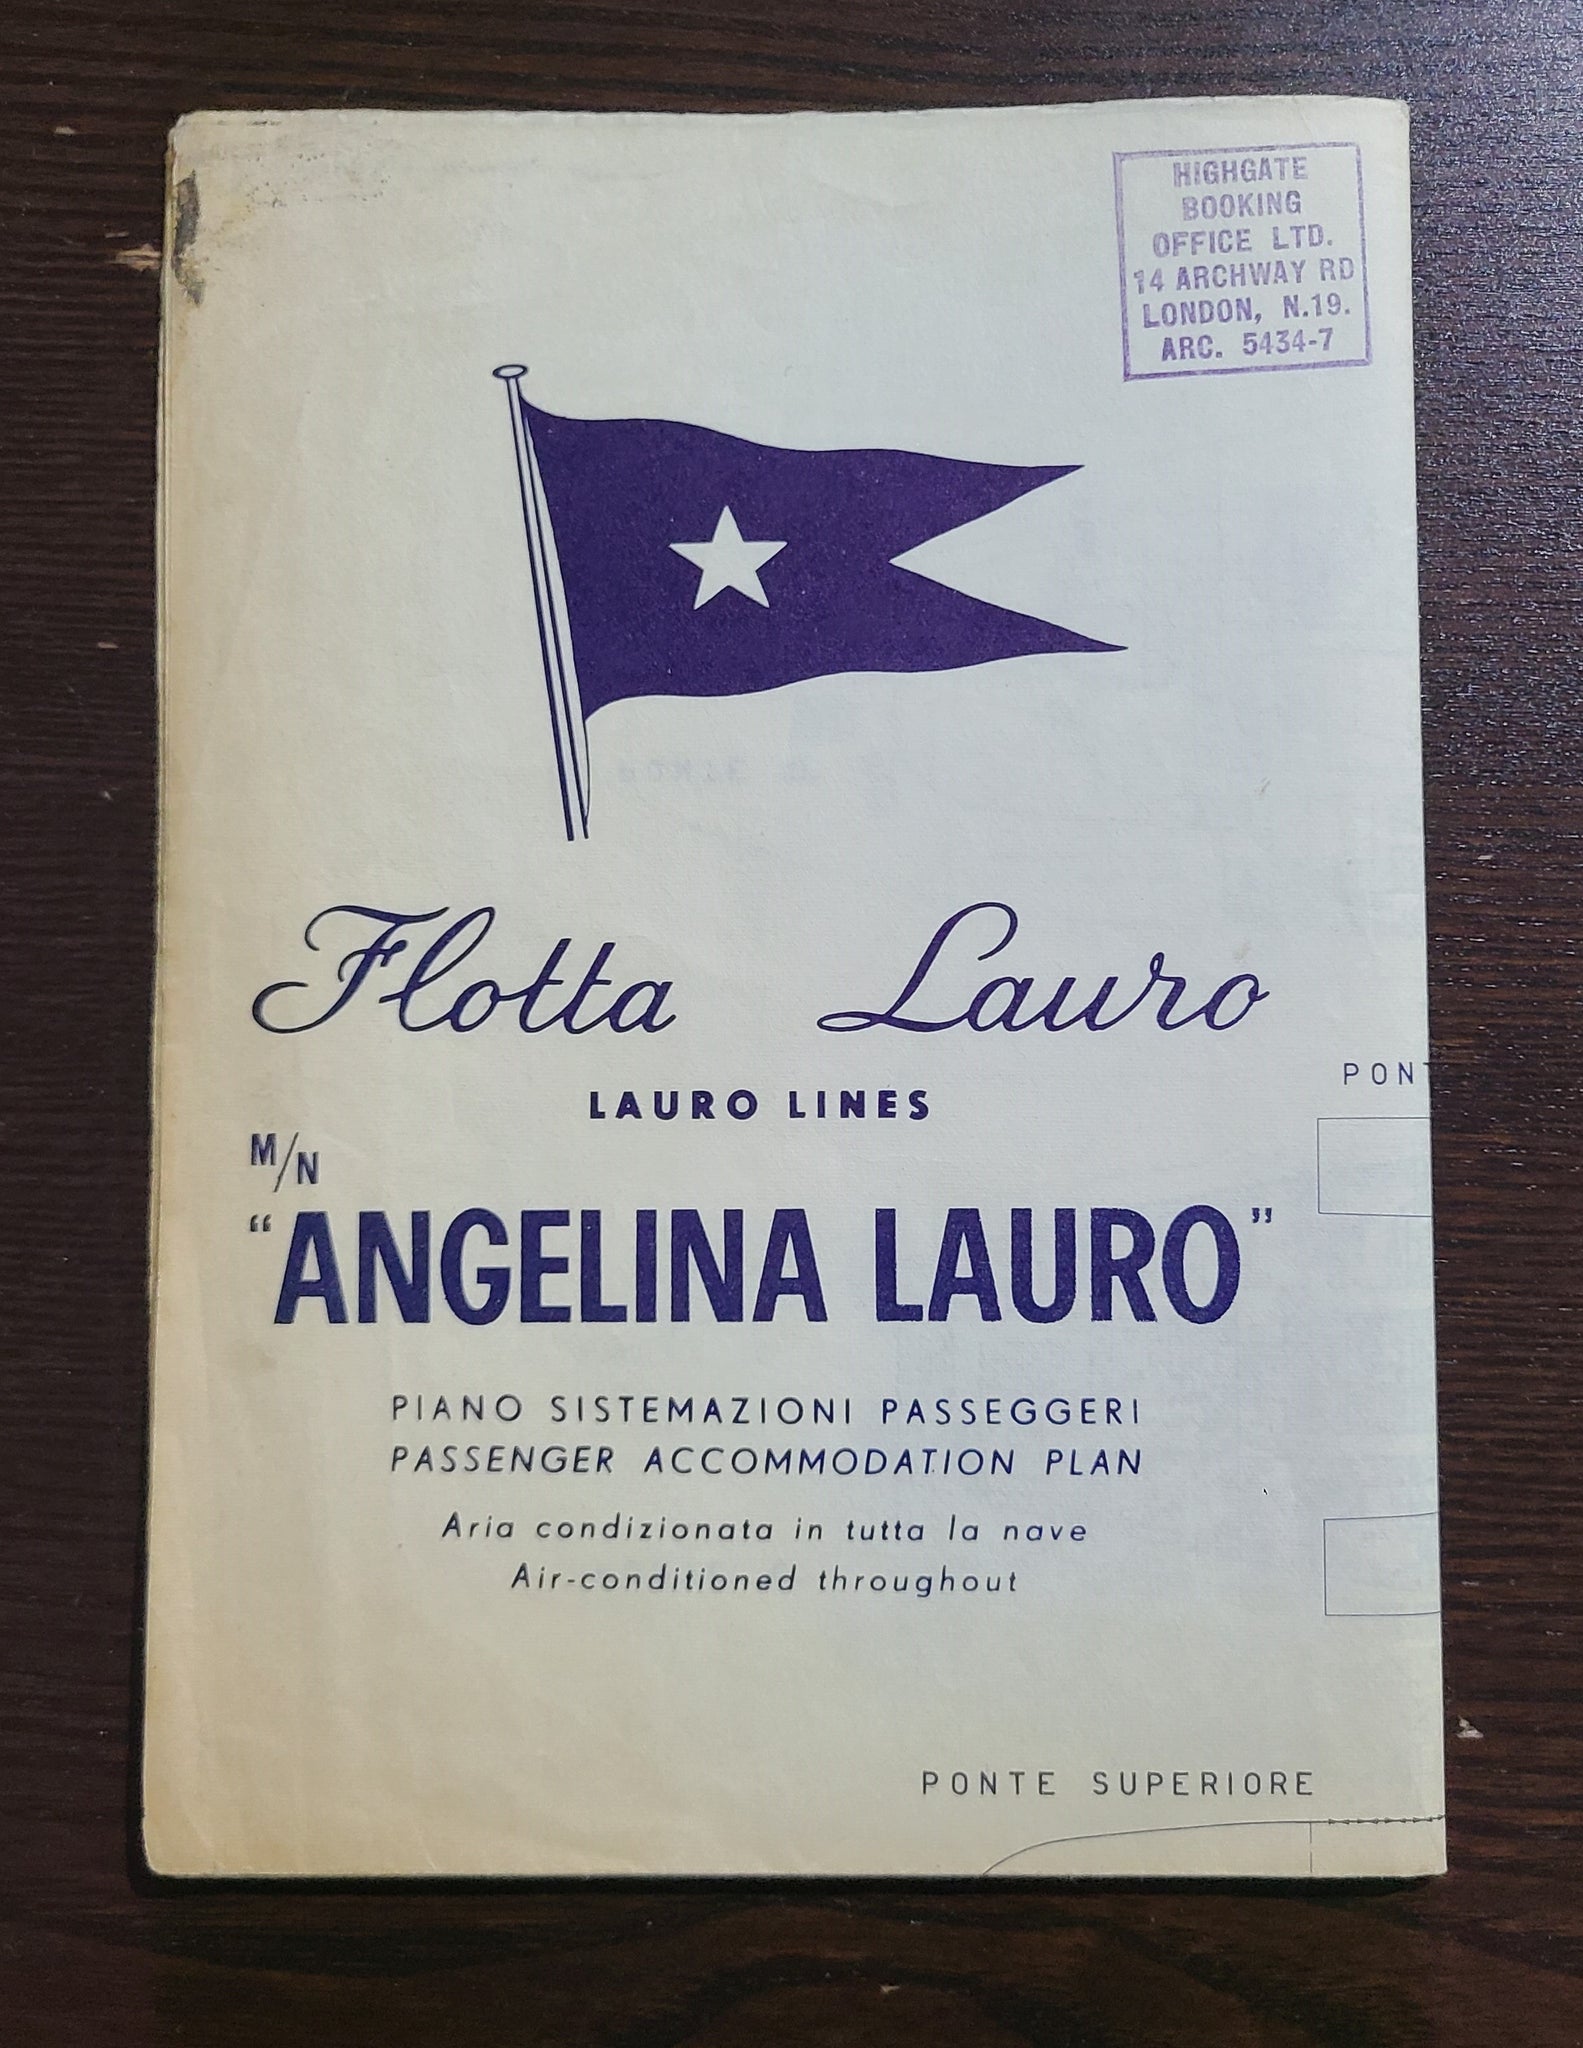 HIGHGATE
BOOKING
OFFICE LTD.
14 ARCHWAY RD
LONDON, N.19.
ARC. 5434-7
Flotta Lauro
LAURO LINES
PON
M/N
"ANGELINA LAURO"
PIANO SISTEMAZIONI PASSEGGERI
PASSENGER ACCOMMODATION PLAN
Aria condizionata in tutta la nave
Air-conditioned throughout
PONTE SUPERIORE